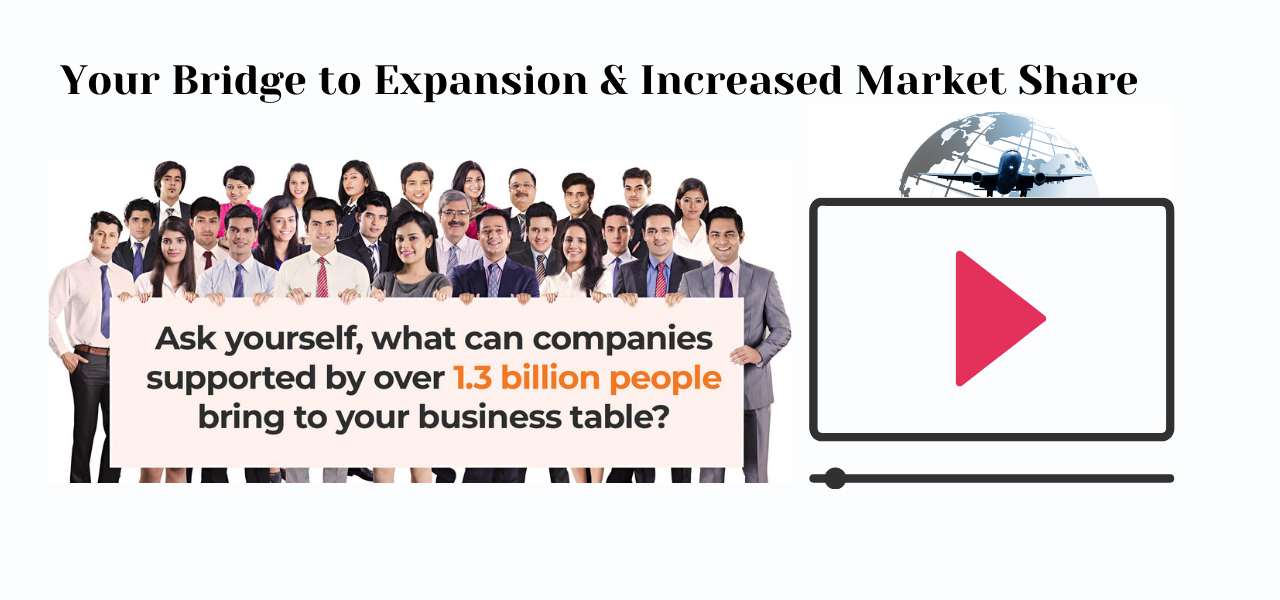 Your Bridge to Expansion & Increased Market Share
Ask yourself, what can companies
supported by over 1.3 billion people
bring to your business table?